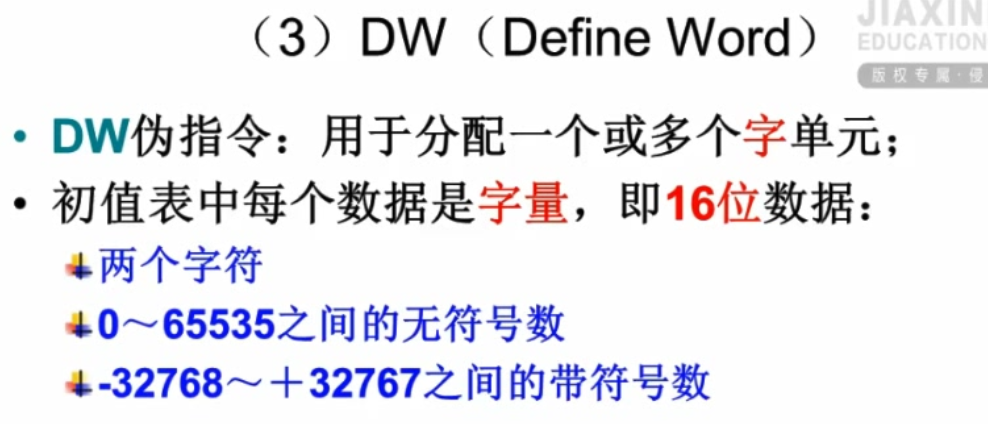 （3）DW（Define Word）
JIAXIN
EDUCATION
版权专属·侵
• DW伪指令：用于分配一个或多个字单元；
• 初值表中每个数据是字量，即16位数据：
两个字符
0～65535之间的无符号数
-32768～＋32767之间的带符号数